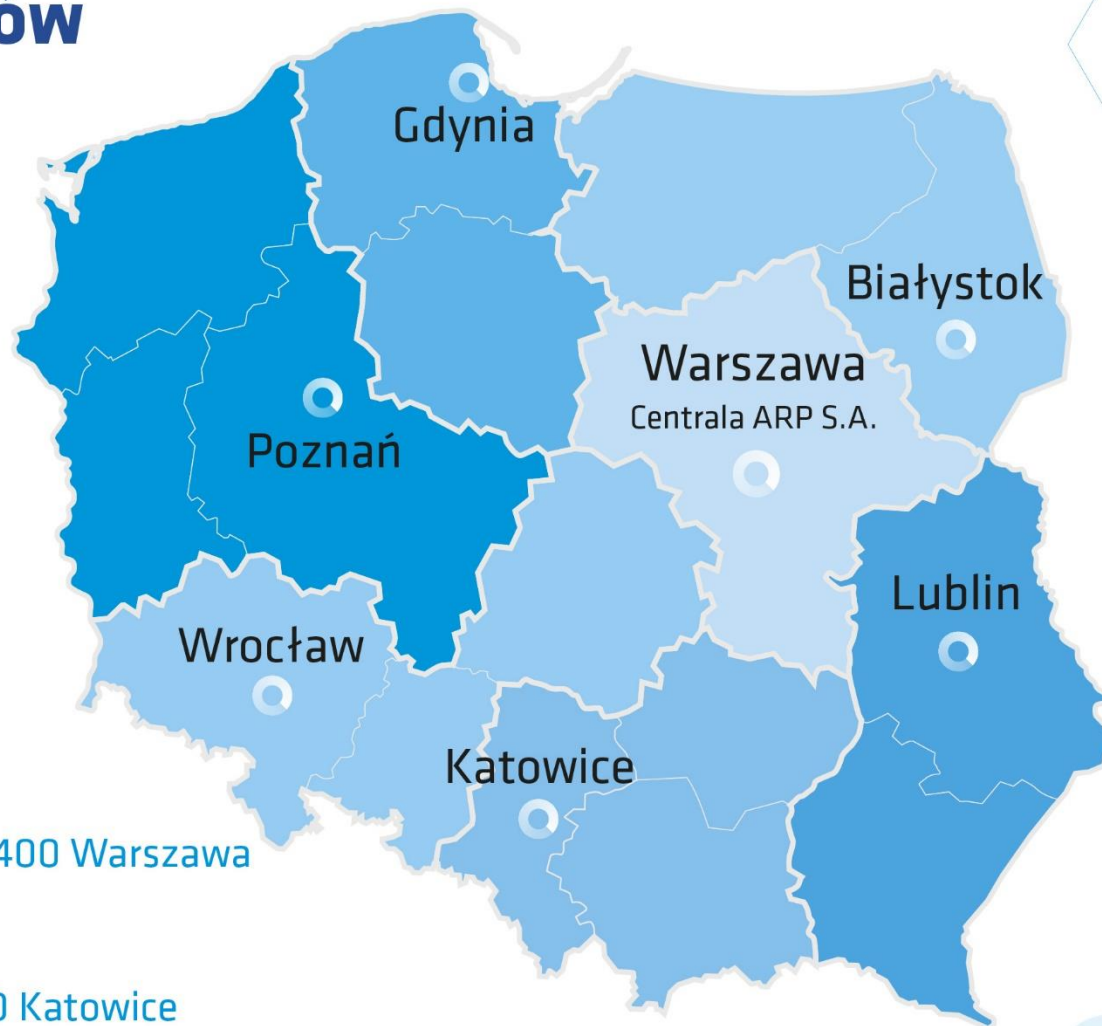 ów
Gdynia
Białystok
Warszawa
Centrala ARP S.A.
Poznań
Lublin
Wrocław
Katowice
400 Warszawa
0 Katowice